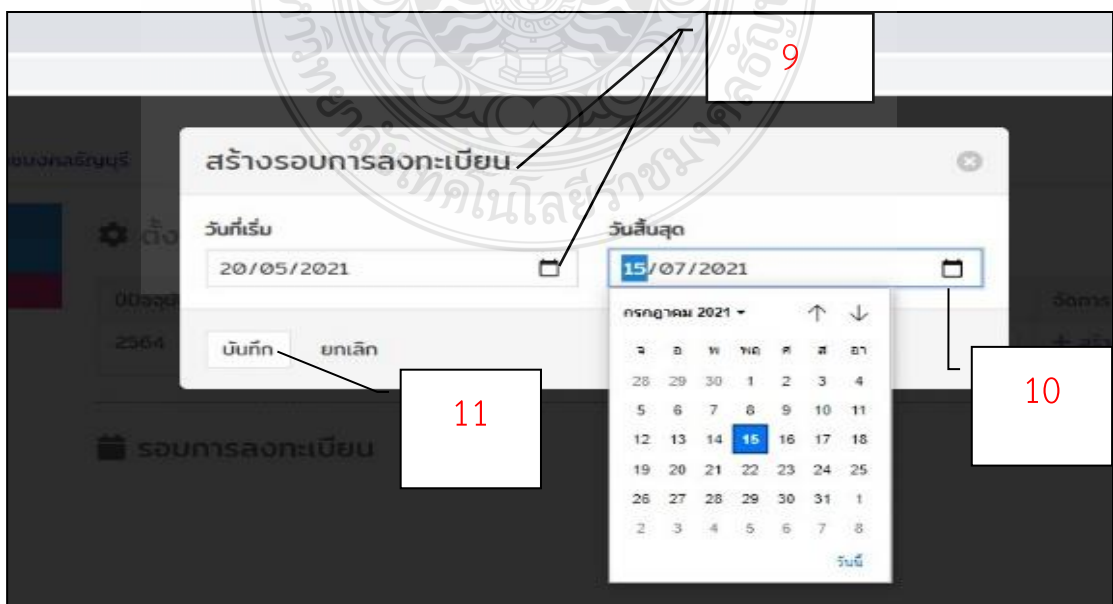 9
สร้างรอบการลงทะเบียน
วันที่เริ่ม
วันสิ้นสุด
20/05/2021
15/07/2021
กรกฎาคม 2021
จ อ พ พฤ ศ ส อา
28 29 30 1 2 3 4
5 6 7 8 9 10 11
12 13 14 15 16 17 18
19 20 21 22 23 24 25
26 27 28 29 30 31 1
2 3 4 5 6 7 8
วันนี้
บันทึก ยกเลิก
10
11
2564
รอบการลงทะเบียน